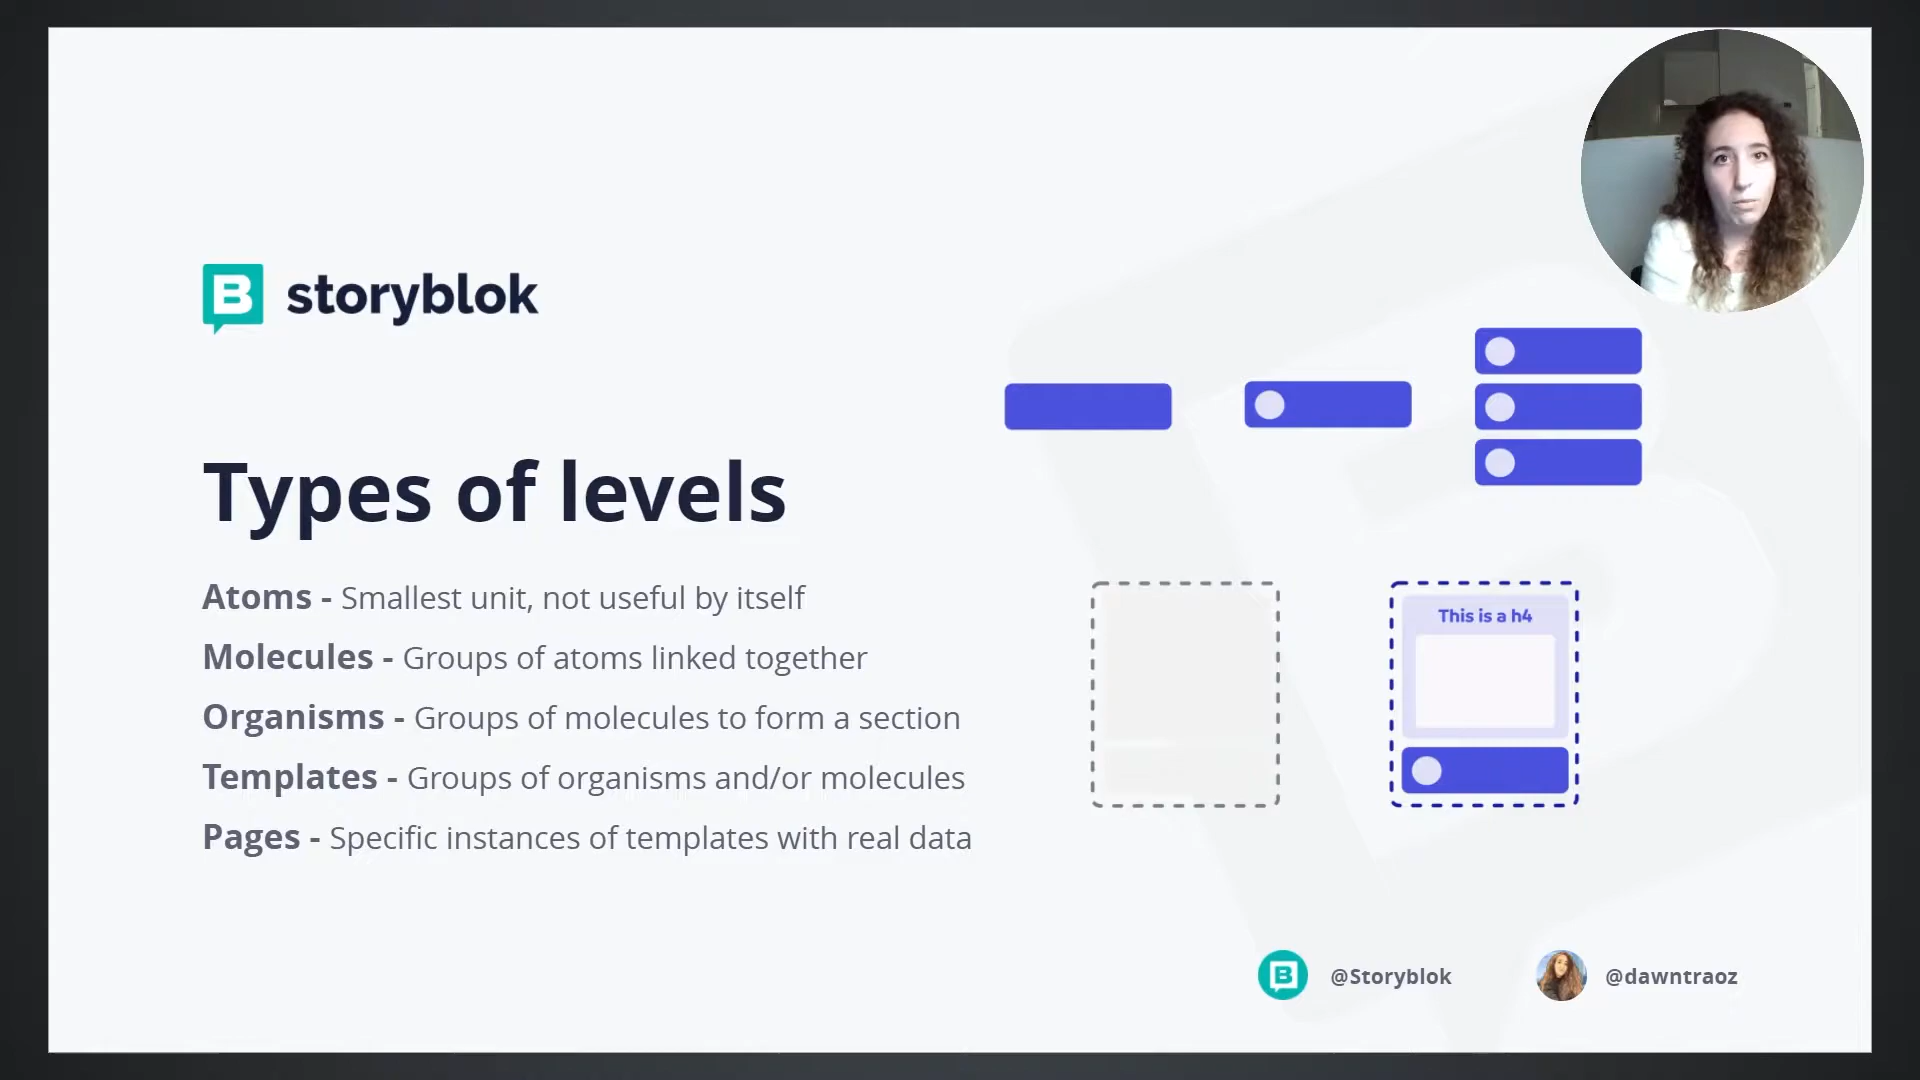 B storyblok
Types of levels
Atoms - Smallest unit, not useful by itself
Molecules - Groups of atoms linked together
Organisms - Groups of molecules to form a section
Templates - Groups of organisms and/or molecules
Pages - Specific instances of templates with real data
This is a h4
B @Storyblok
@dawntraoz